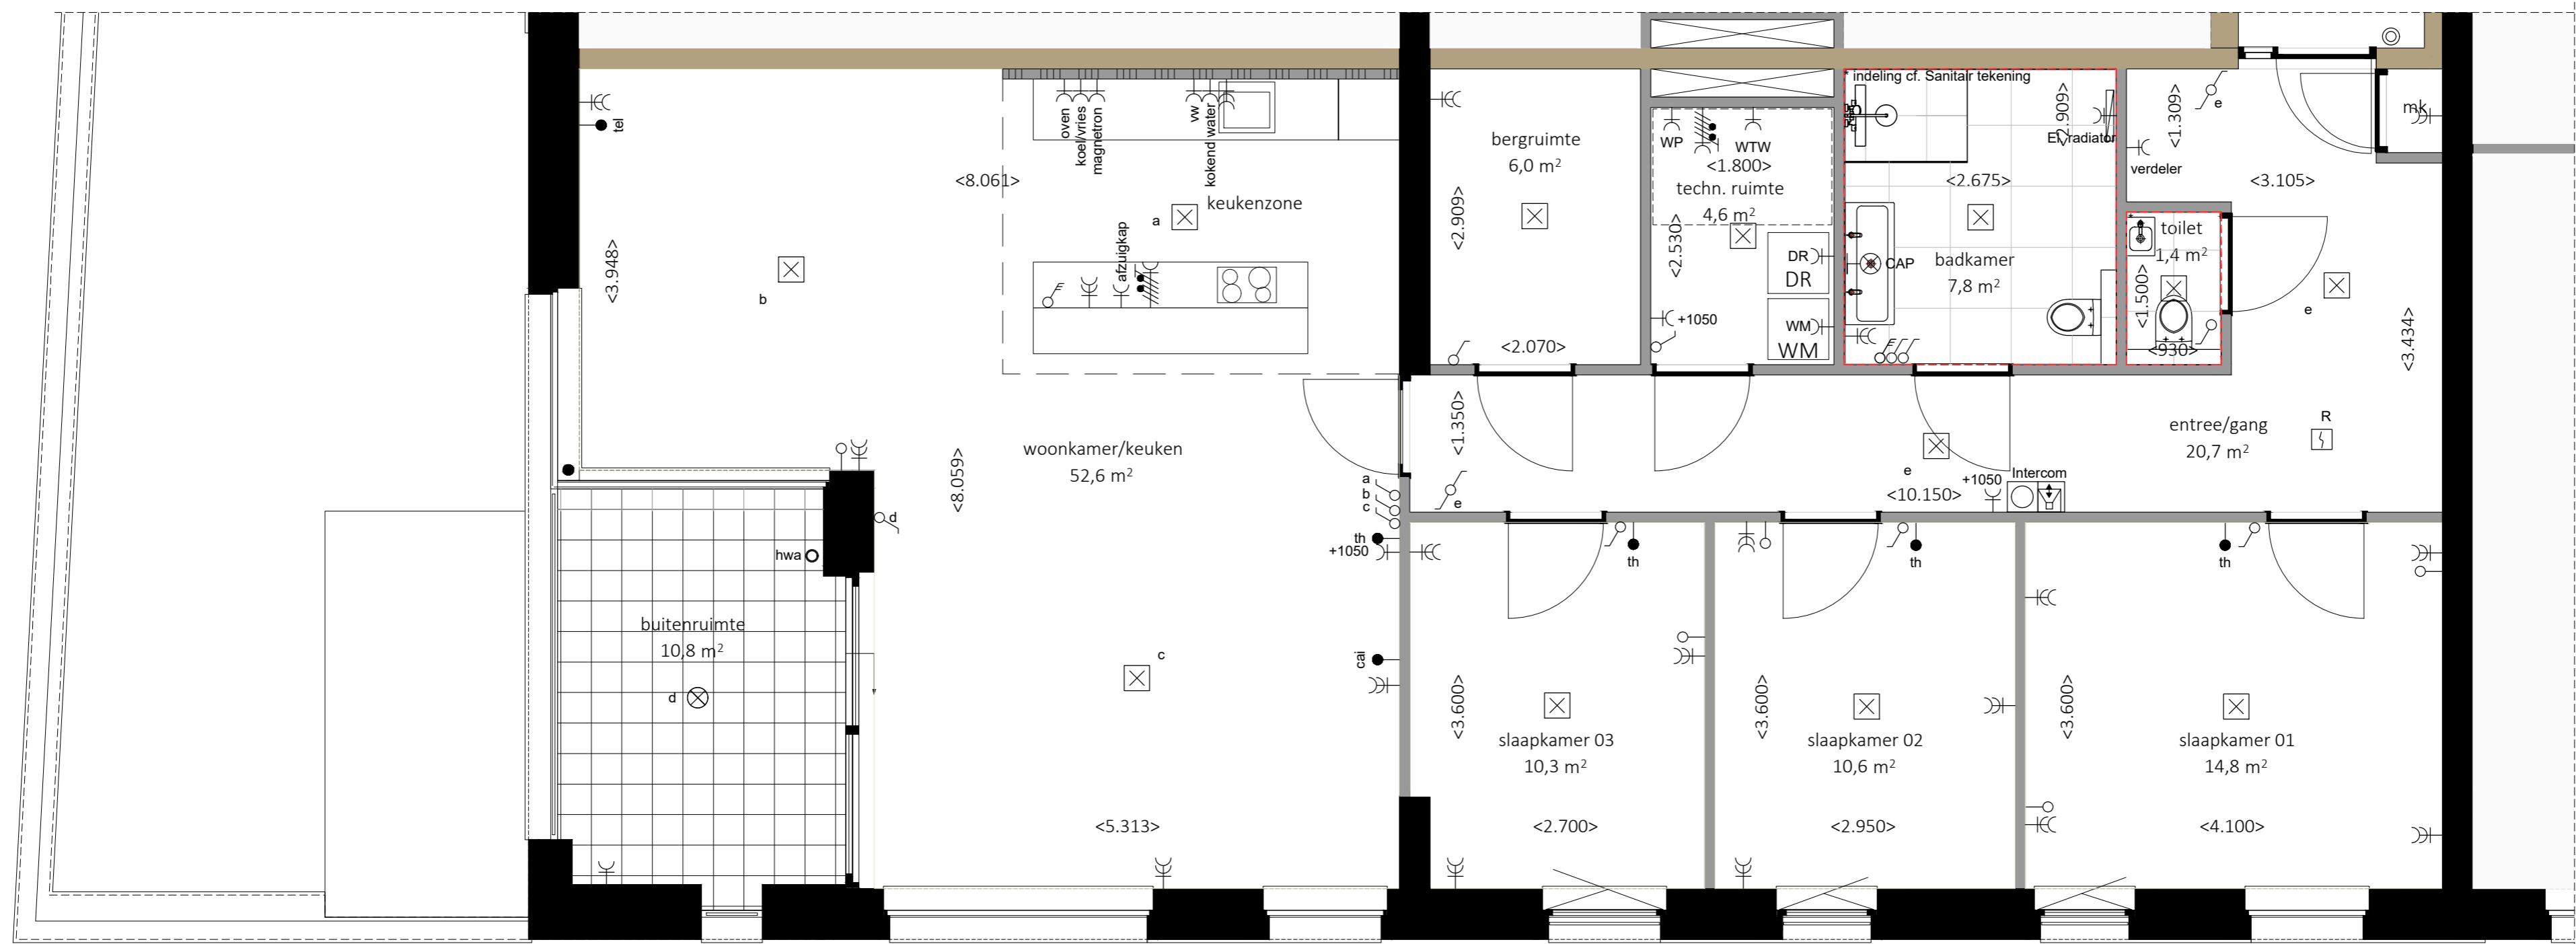 tel
<3.948>
b
<8.061>
oven
koel/vries
magnetron
vw
kokend water
keukenzone
a
afzuigkap
woonkamer/keuken
52,6 m²
<8.059>
d
hwa
buitenruimte
10,8 m²
d
c
<5.313>
a
b
c
th
+1050
cai
bergruimte
6,0 m²
<2.909>
<2.070>
<1.350>
e
WP
WTW
<1.800>
techn. ruimte
4,6 m²
<2.530>
DR
DR
+1050
WM
WM
* indeling cf. Sanitair tekening
<2.909>
El. radiator
<2.675>
CAP
badkamer
7,8 m²
e
<1.309>
mk
verdeler
<3.105>
toilet
1,4 m²
<1.500>
<930>
e
<3.434>
R
entree/gang
20,7 m²
e
<10.150>
+1050
Intercom
th
<3.600>
slaapkamer 03
10,3 m²
<2.700>
th
<3.600>
slaapkamer 02
10,6 m²
<2.950>
th
<3.600>
slaapkamer 01
14,8 m²
<4.100>